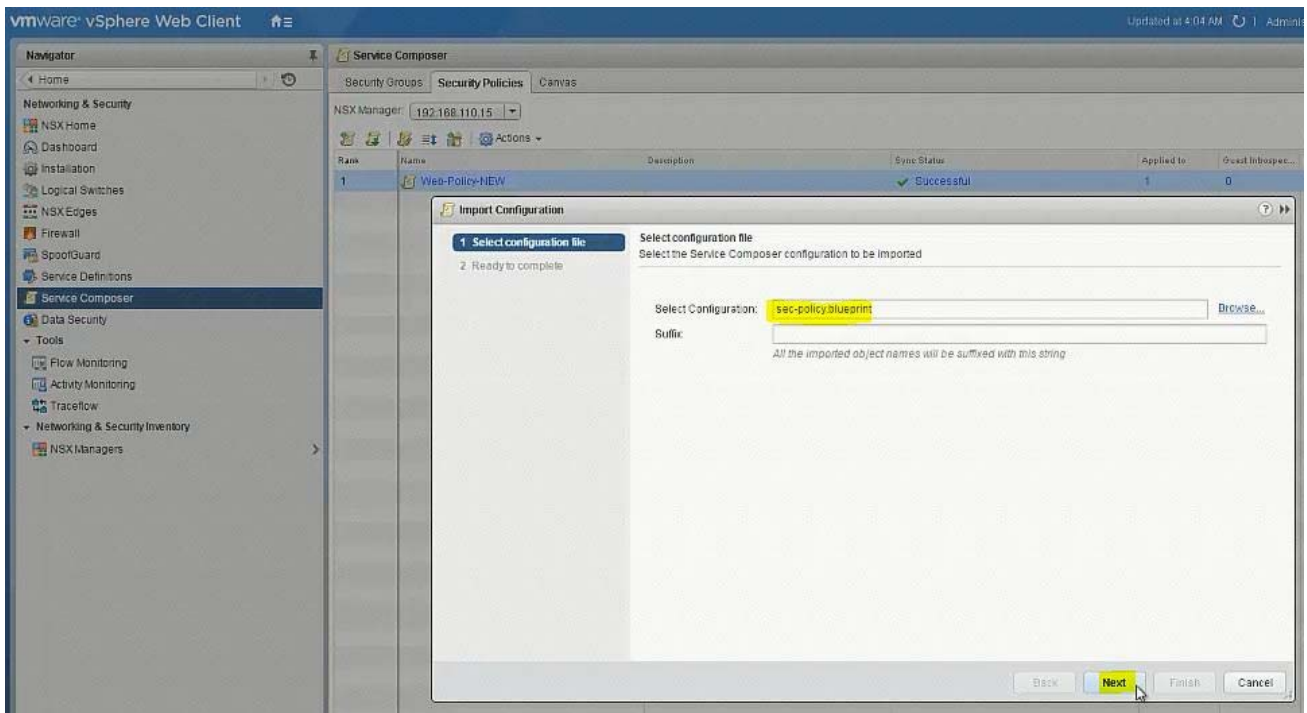 vmware® vSphere Web Client
Updated at 4:04 AM
Navigator
Home
Networking & Security
NSX Home
Dashboard
Installation
Logical Switches
NSX Edges
Firewall
SpoofGuard
Service Definitions
Service Composer
Data Security
Tools
Flow Monitoring
Activity Monitoring
Traceflow
Networking & Security Inventory
NSX Managers
Service Composer
Security Groups Security Policies Canvas
NSX Manager: 192.168.110.15
Actions
Rank Name Description Sync Status Applied to Guest Introspec...
1 Web-Policy-NEW Successful 1 0
Import Configuration
1 Select configuration file
2 Ready to complete
Select configuration file
Select the Service Composer configuration to be imported
Select Configuration: sec-policy.blueprint Browse...
Suffix:
All the imported object names will be suffixed with this string
Back Next Finish Cancel